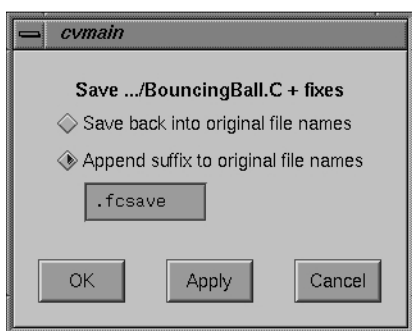 cvmain
Save .../BouncingBall.C + fixes
Save back into original file names
Append suffix to original file names
.fcsave
OK Apply Cancel